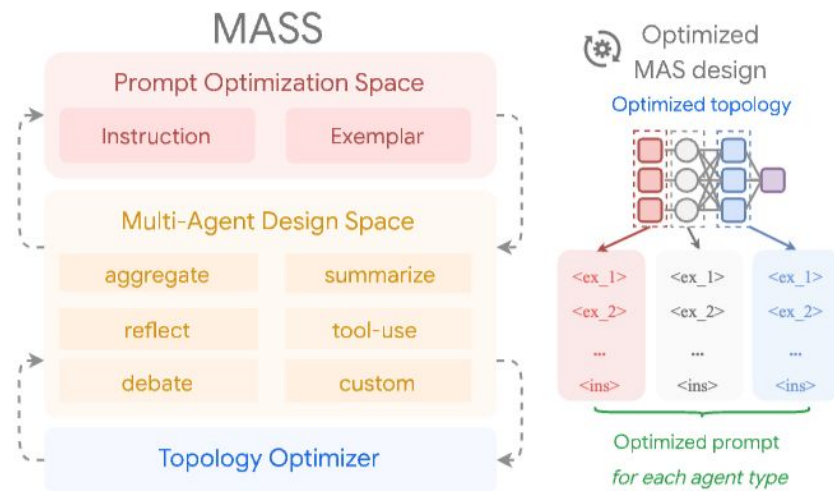 MASS
Prompt Optimization Space
Instruction
Exemplar
Multi-Agent Design Space
aggregate
summarize
reflect
tool-use
debate
custom
Topology Optimizer
Optimized
MAS design
Optimized topology
<ex_1>
<ex_2>
...
<ins>
<ex_1>
<ex_2>
...
<ins>
<ex_1>
<ex_2>
...
<ins>
Optimized prompt
for each agent type